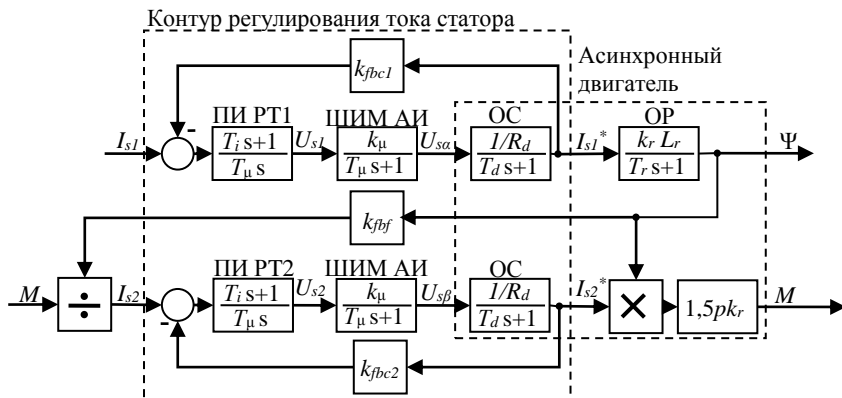 Контур регулирования тока статора
Асинхронный
двигатель
k_fbc1
ПИ РТ1 ШИМ АИ ОС ОР
I_s1 - T_i s+1 / T_μ s U_s1 k_μ / T_μ s+1 U_sα 1/R_d / T_d s+1 I_s1* k_r L_r / T_r s+1 Ψ
k_fbf
ПИ РТ2 ШИМ АИ ОС
M ÷ I_s2 - T_i s+1 / T_μ s U_s2 k_μ / T_μ s+1 U_sβ 1/R_d / T_d s+1 I_s2* × 1,5pk_r M
k_fbc2